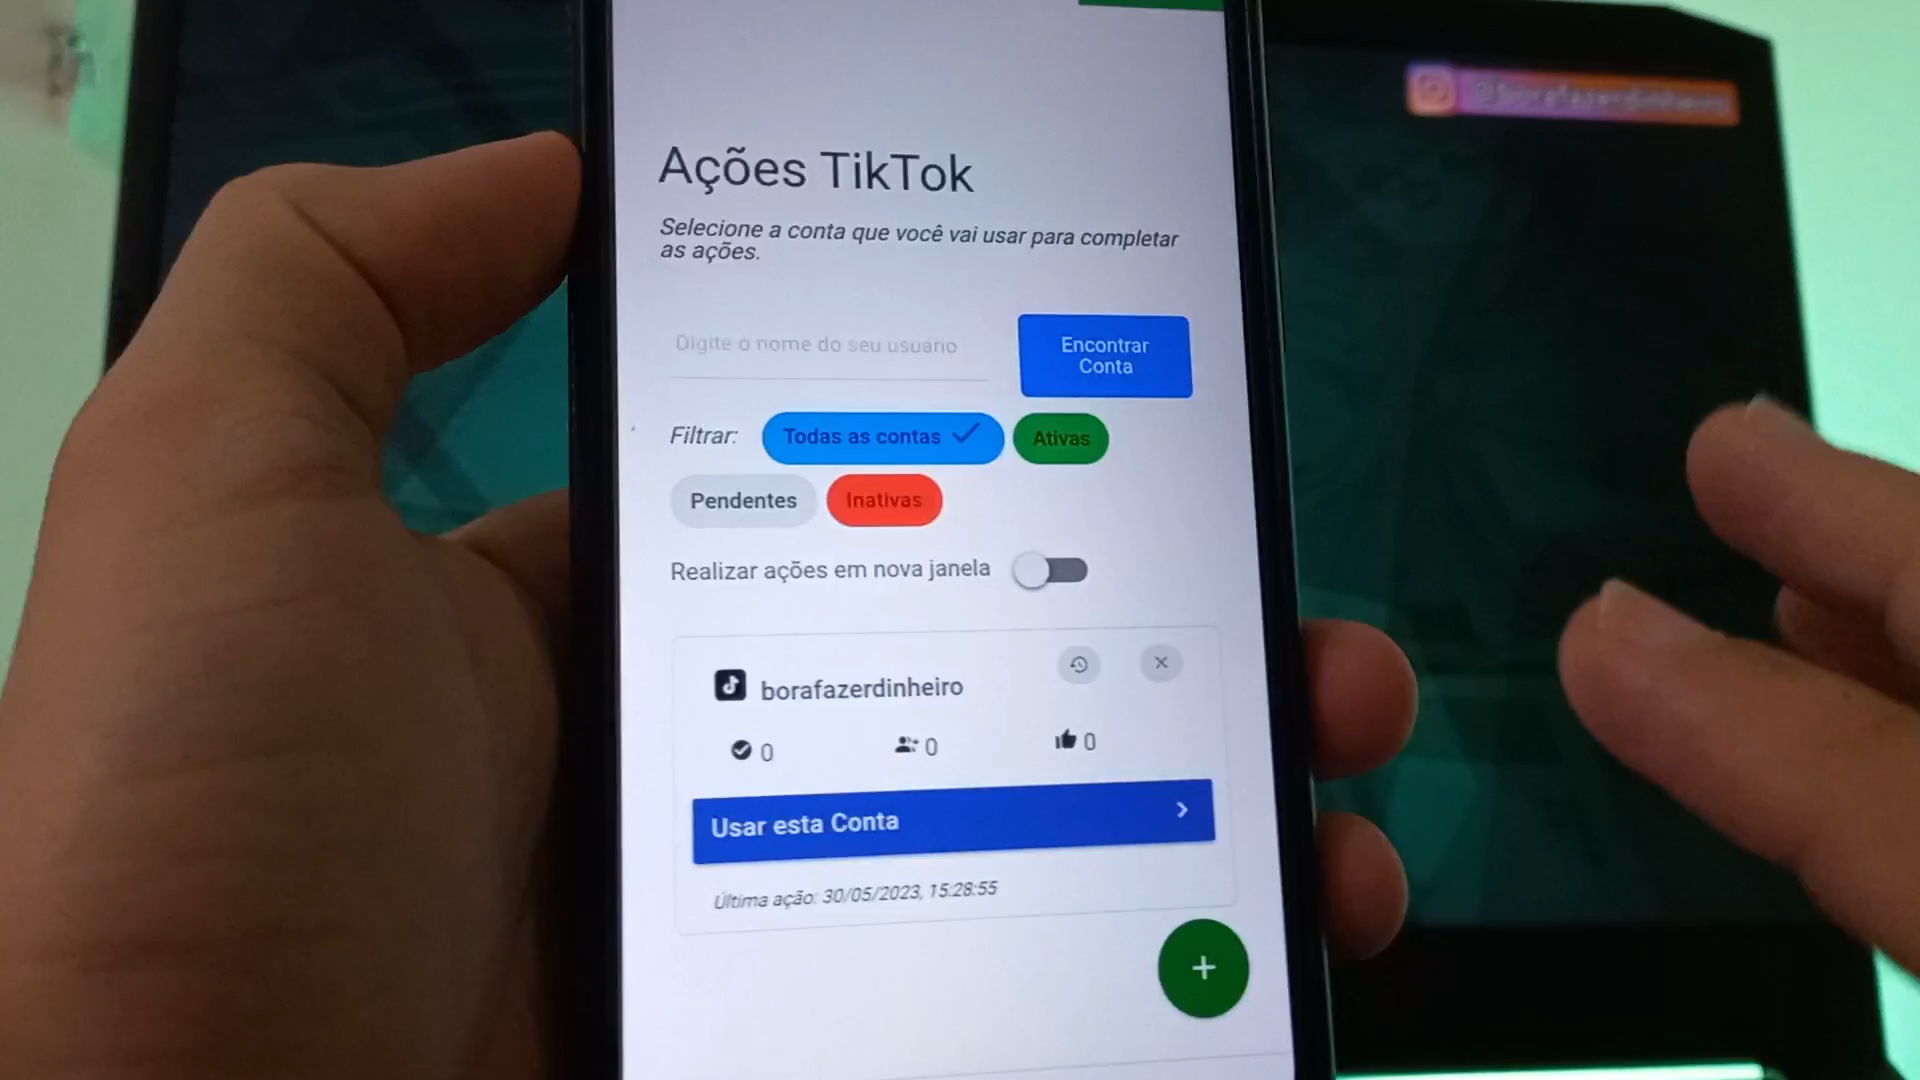 @borafazerdinheiro
Ações TikTok
Selecione a conta que você vai usar para completar
as ações.
Digite o nome do seu usuário
Encontrar
Conta
Filtrar:
Todas as contas
Ativas
Pendentes
Inativas
Realizar ações em nova janela
borafazerdinheiro
0
0
0
Usar esta Conta
Última ação: 30/05/2023, 15:28:55
+